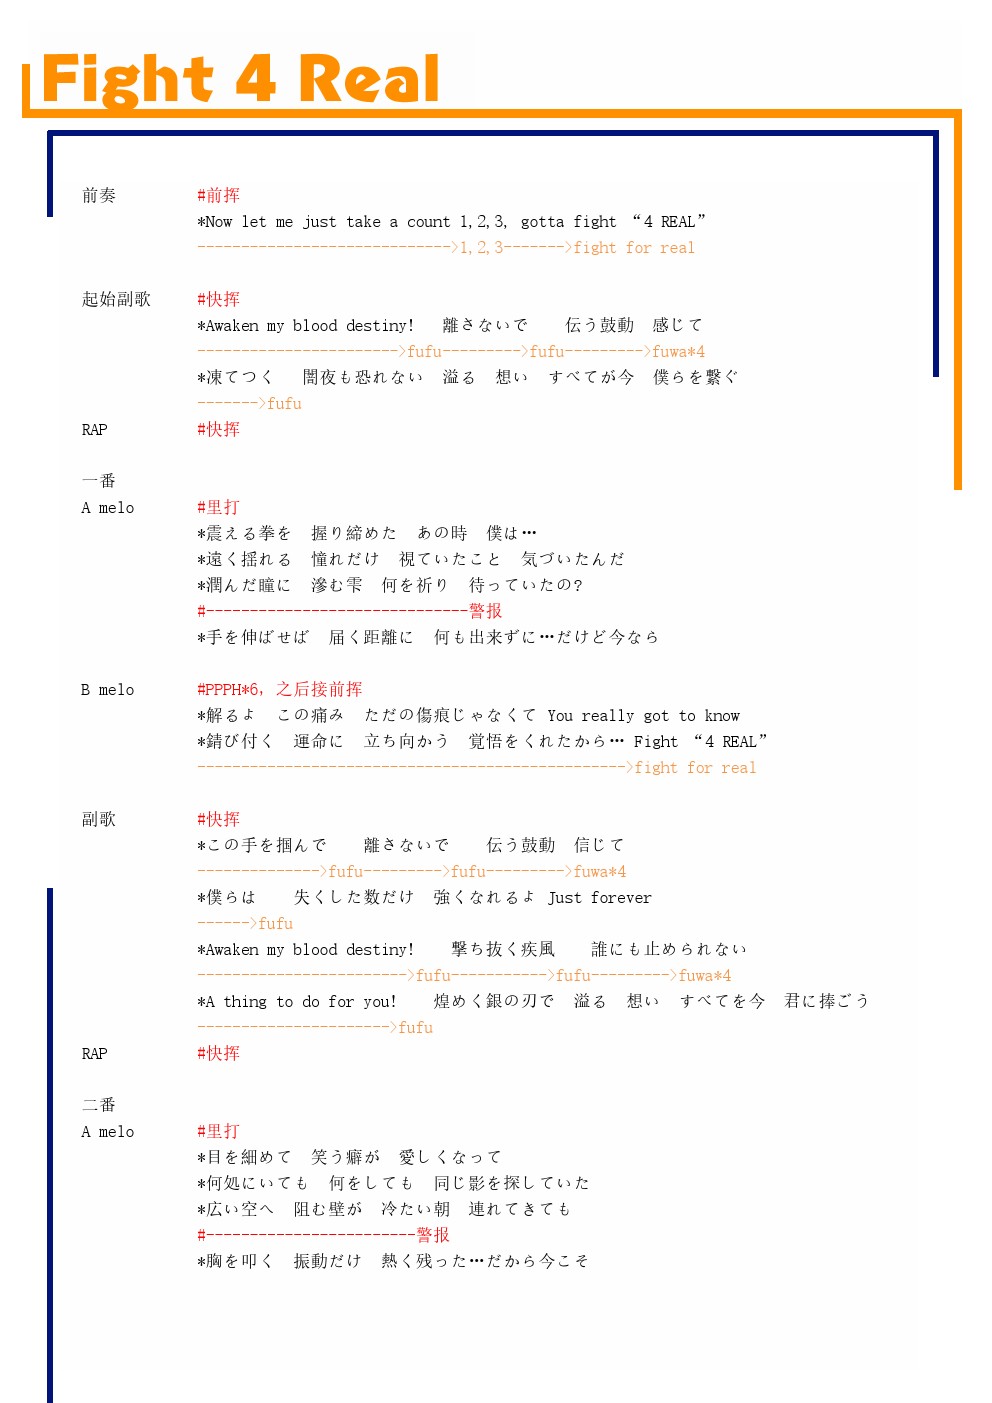 Fight 4 Real
前奏 #前挥
*Now let me just take a count 1,2,3, gotta fight “4 REAL”
----------------------------->1,2,3------->fight for real
起始副歌 #快挥
*Awaken my blood destiny! 離さないで 伝う鼓動 感じて
----------------------->fufu--------->fufu--------->fuwa*4
*凍てつく 闇夜も恐れない 溢る 想い すべてが今 僕らを繋ぐ
------->fufu
RAP #快挥
一番
A melo #里打
*震える拳を 握り締めた あの時 僕は…
*遠く揺れる 憧れだけ 視ていたこと 気づいたんだ
*潤んだ瞳に 滲む雫 何を祈り 待っていたの?
#------------------------------警报
*手を伸ばせば 届く距離に 何も出来ずに…だけど今なら
B melo #PPPH*6, 之后接前挥
*解るよ この痛み ただの傷痕じゃなくて You really got to know
*錆び付く 運命に 立ち向かう 覚悟をくれたから… Fight “4 REAL”
------------------------------------------------->fight for real
副歌 #快挥
*この手を掴んで 離さないで 伝う鼓動 信じて
-------------->fufu--------->fufu--------->fuwa*4
*僕らは 失くした数だけ 強くなれるよ Just forever
------>fufu
*Awaken my blood destiny! 撃ち抜く疾風 誰にも止められない
------------------------>fufu----------->fufu--------->fuwa*4
*A thing to do for you! 煌めく銀の刃で 溢る 想い すべてを今 君に捧ごう
---------------------->fufu
RAP #快挥
二番
A melo #里打
*目を細めて 笑う癖が 愛しくなって
*何処にいても 何をしても 同じ影を探していた
*広い空へ 阻む壁が 冷たい朝 連れてきても
#------------------------警报
*胸を叩く 振動だけ 熱く残った…だから今こそ